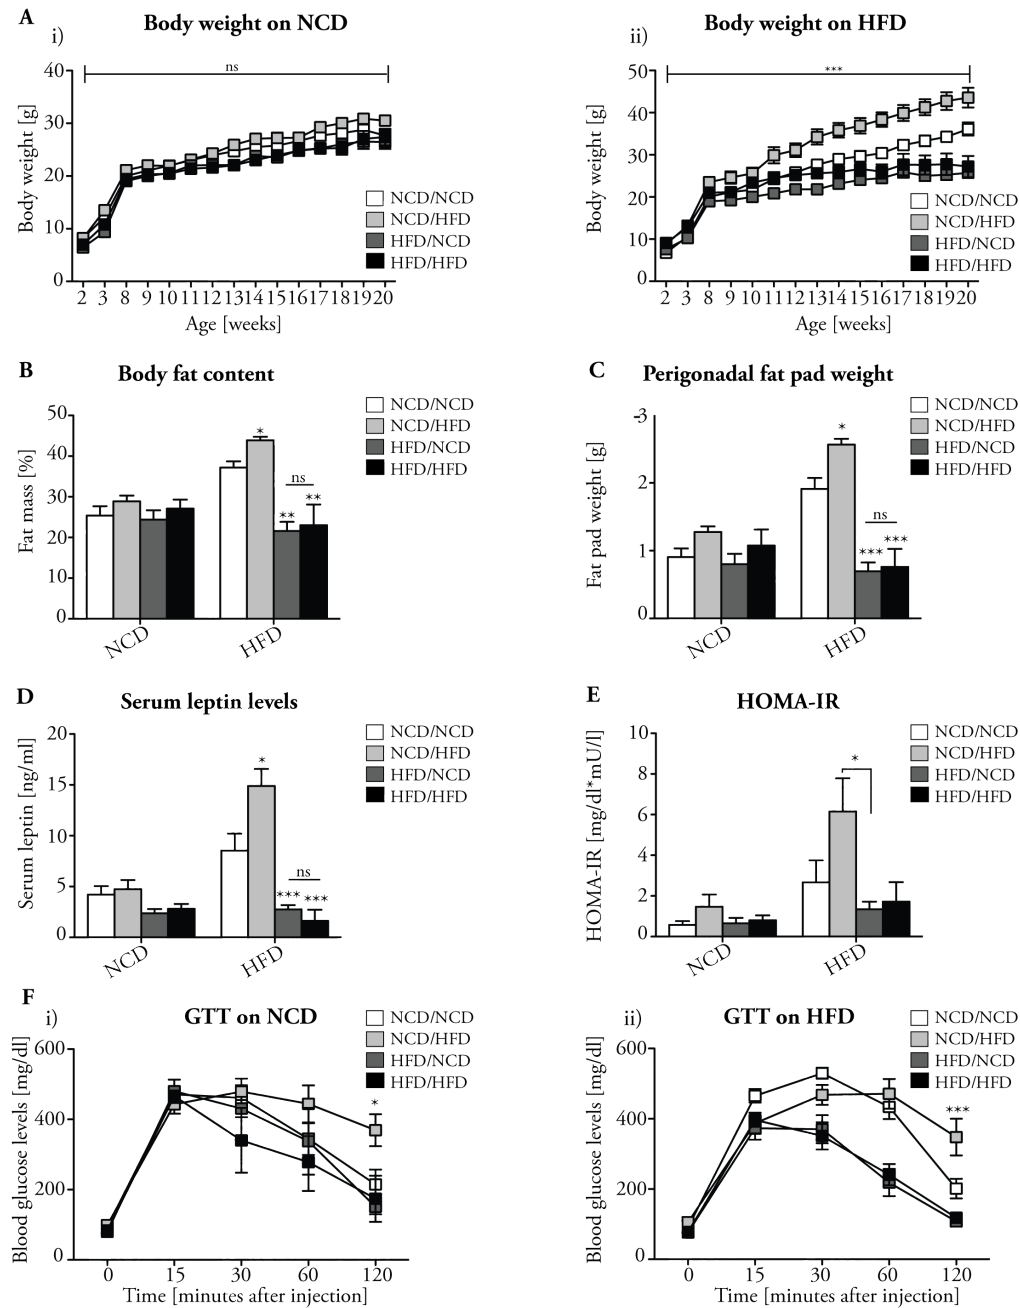 A
Body weight on NCD
i)
ns
40
30
20
10
0
Body weight [g]
NCD/NCD
NCD/HFD
HFD/NCD
HFD/HFD
2 3 8 9 10 11 12 13 14 15 16 17 18 19 20
Age [weeks]
Body weight on HFD
ii)
***
50
40
30
20
10
0
Body weight [g]
NCD/NCD
NCD/HFD
HFD/NCD
HFD/HFD
2 3 8 9 10 11 12 13 14 15 16 17 18 19 20
Age [weeks]
B
Body fat content
NCD/NCD
NCD/HFD
HFD/NCD
HFD/HFD
50
40
30
20
10
0
Fat mass [%]
*
ns
**
**
NCD
HFD
C
Perigonadal fat pad weight
NCD/NCD
NCD/HFD
HFD/NCD
HFD/HFD
3
2
1
0
Fat pad weight [g]
*
ns
***
***
NCD
HFD
D
Serum leptin levels
NCD/NCD
NCD/HFD
HFD/NCD
HFD/HFD
20
15
10
5
0
Serum leptin [ng/ml]
*
ns
***
***
NCD
HFD
E
HOMA-IR
NCD/NCD
NCD/HFD
HFD/NCD
HFD/HFD
10
8
6
4
2
0
HOMA-IR [mg/dl*mU/l]
*
NCD
HFD
F
i)
GTT on NCD
NCD/NCD
NCD/HFD
HFD/NCD
HFD/HFD
600
400
200
0
Blood glucose levels [mg/dl]
*
0 15 30 60 120
Time [minutes after injection]
ii)
GTT on HFD
NCD/NCD
NCD/HFD
HFD/NCD
HFD/HFD
600
400
200
0
Blood glucose levels [mg/dl]
***
0 15 30 60 120
Time [minutes after injection]